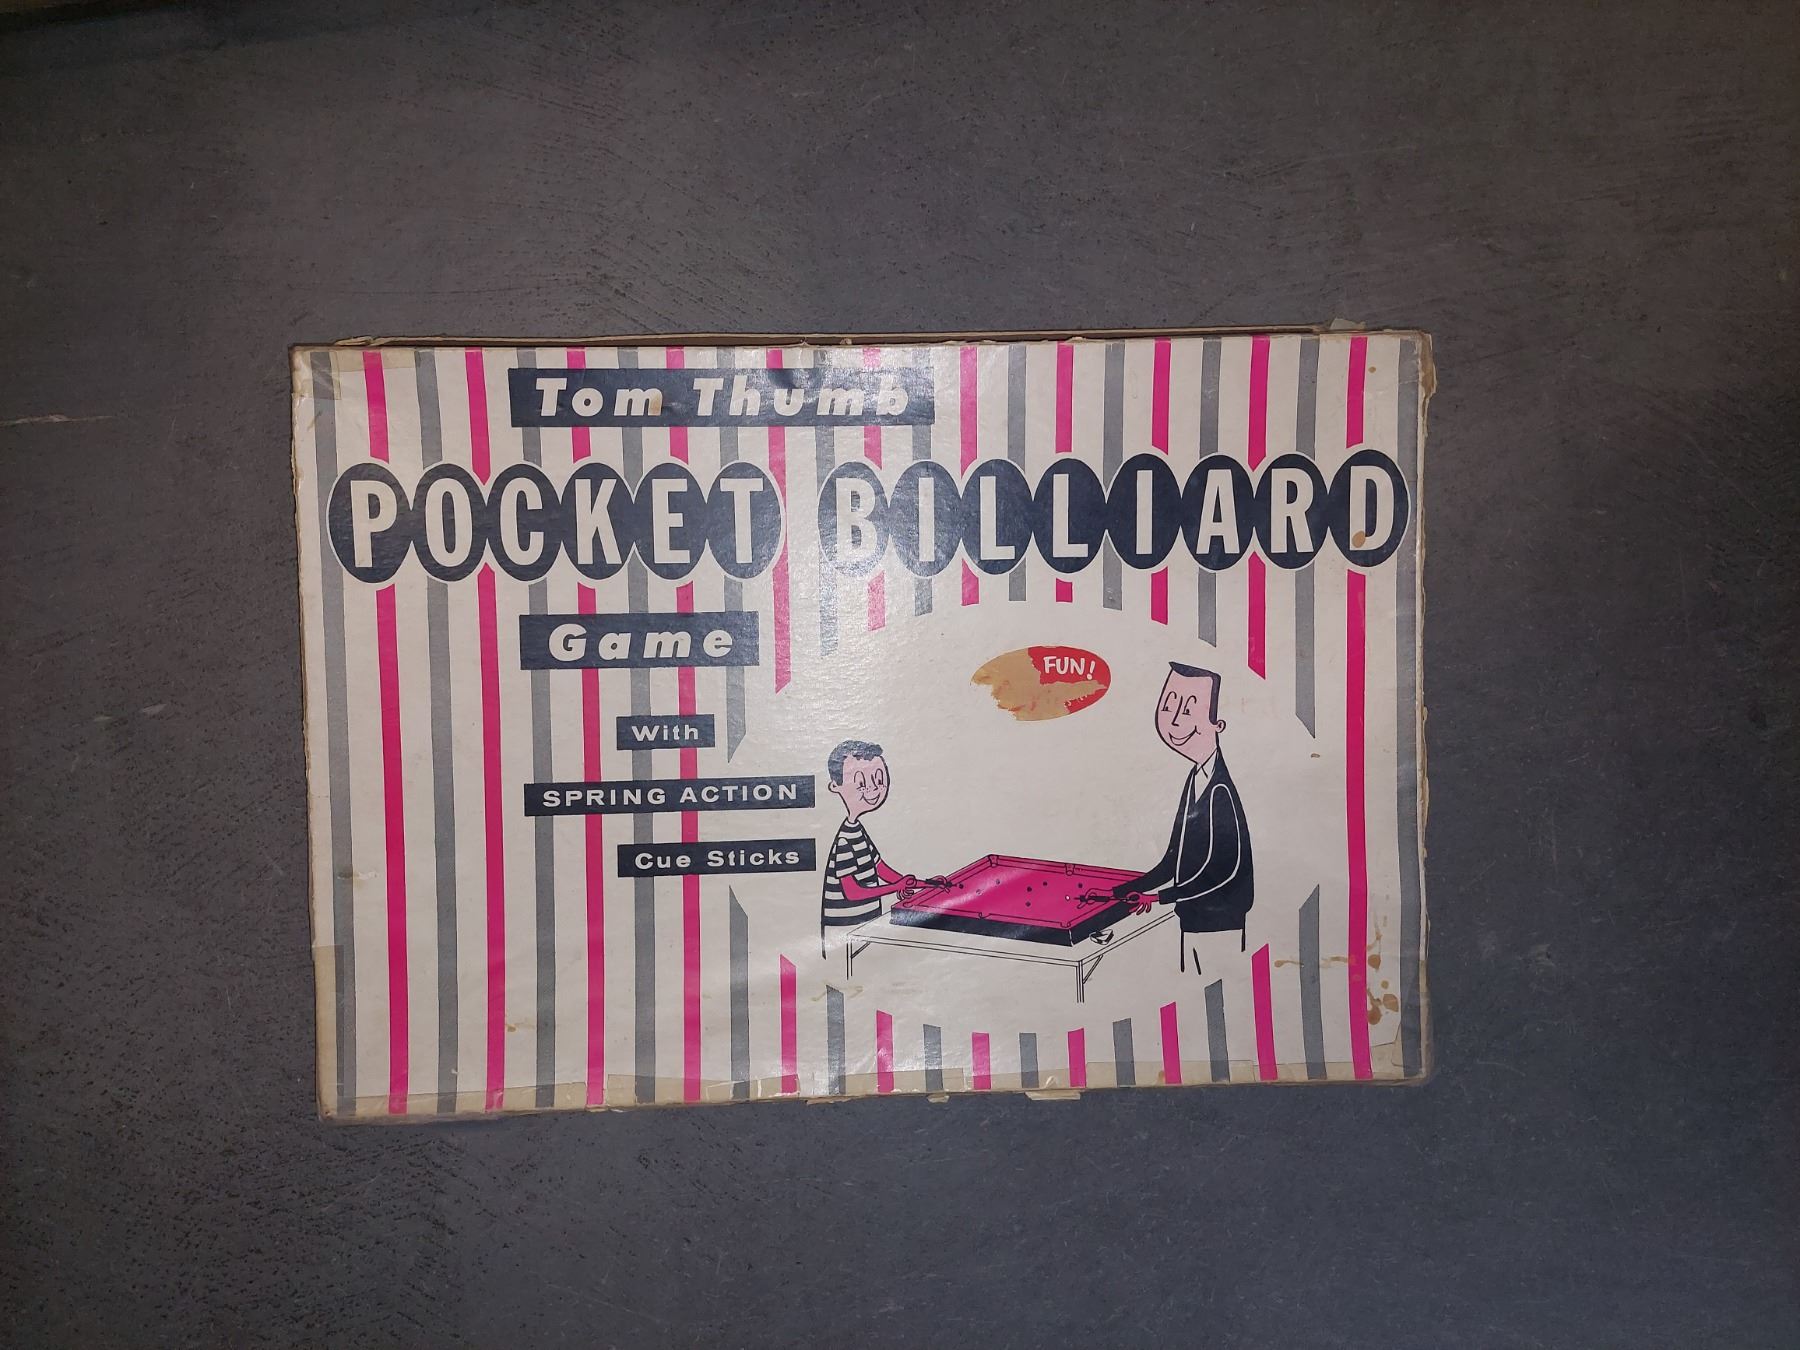 Tom Thumb
POCKET BILLIARD
Game
With
SPRING ACTION
Cue Sticks
FUN!